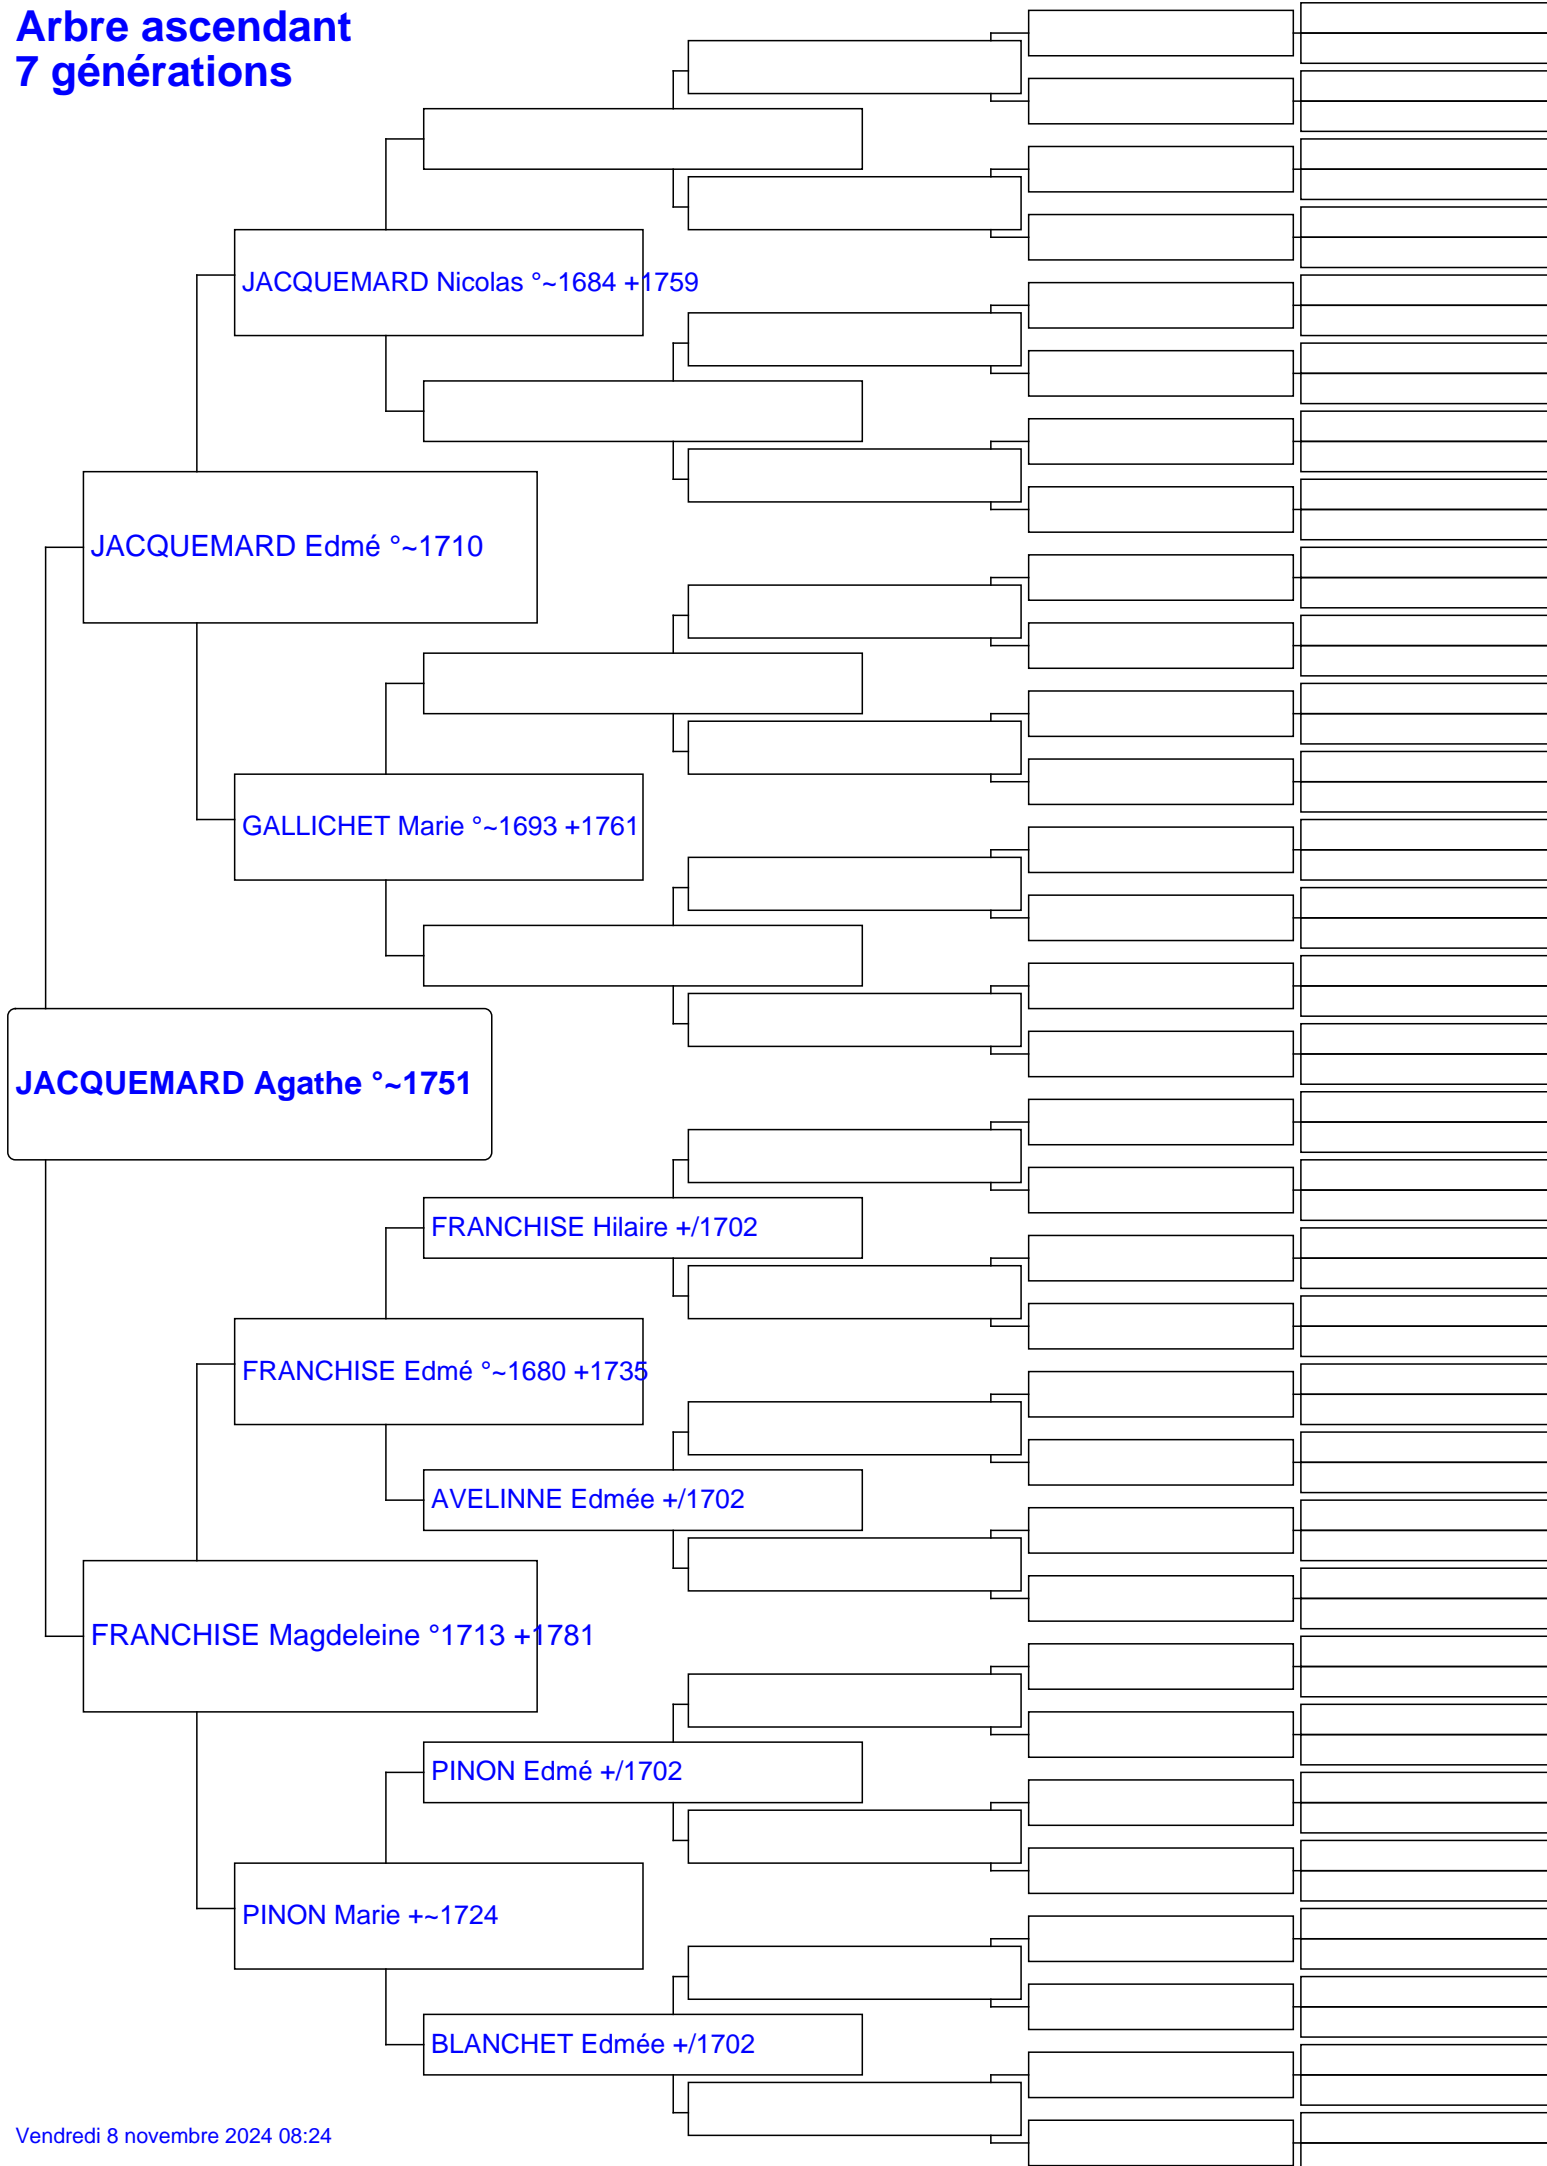 Arbre ascendant
7 générations
JACQUEMARD Nicolas °~1684 +1759
JACQUEMARD Edmé °~1710
GALLICHET Marie °~1693 +1761
JACQUEMARD Agathe °~1751
FRANCHISE Hilaire +/1702
FRANCHISE Edmé °~1680 +1735
AVELINNE Edmée +/1702
FRANCHISE Magdeleine °1713 +1781
PINON Edmé +/1702
PINON Marie +~1724
BLANCHET Edmée +/1702
Vendredi 8 novembre 2024 08:24